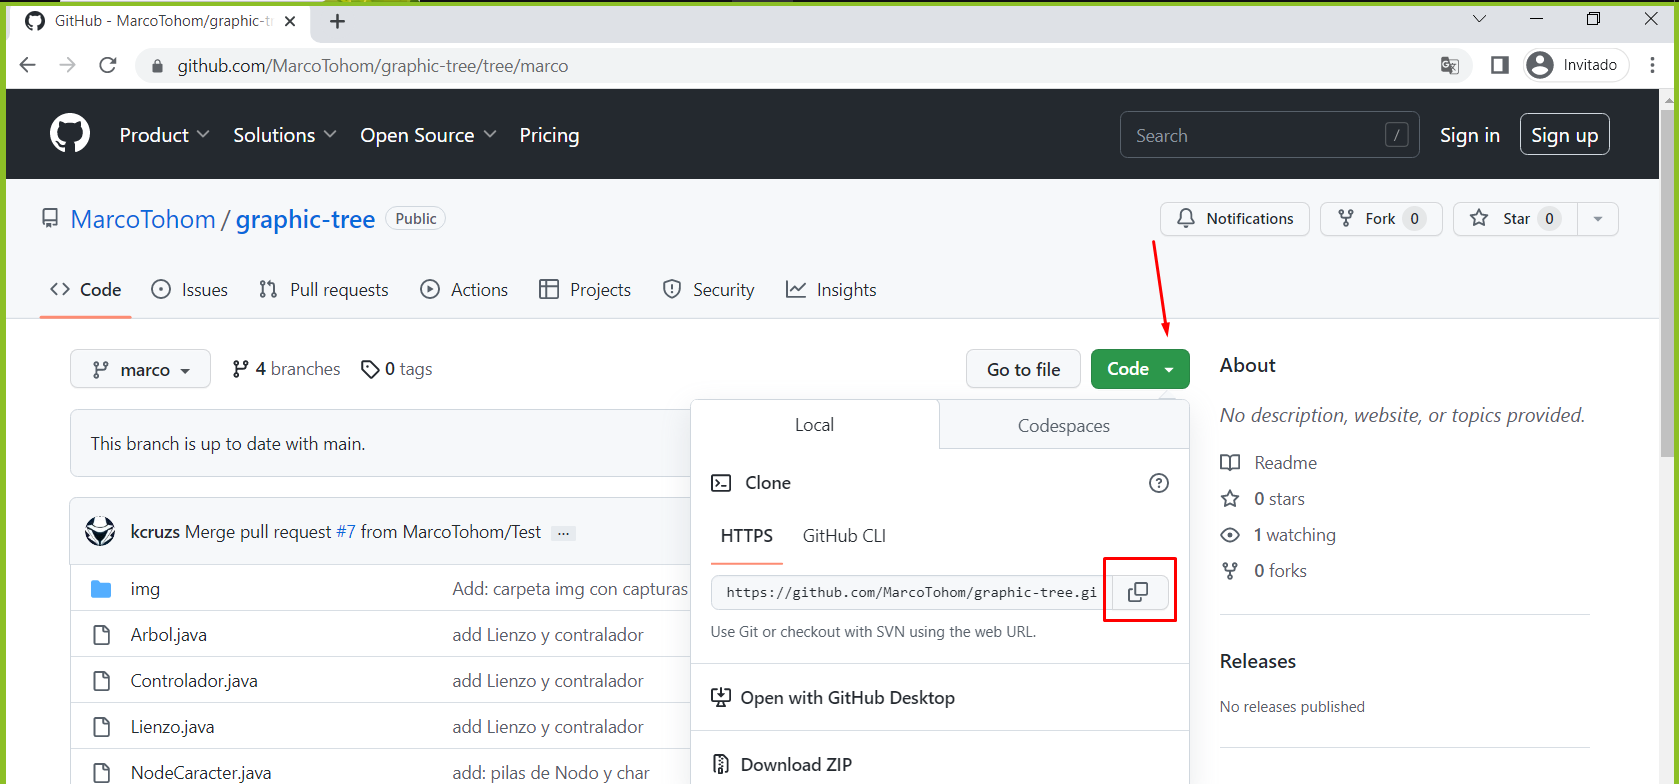 GitHub - MarcoTohom/graphic-tr
github.com/MarcoTohom/graphic-tree/tree/marco
Invitado
Product
Solutions
Open Source
Pricing
Search
/
Sign in
Sign up
MarcoTohom / graphic-tree
Public
Notifications
Fork 0
Star 0
Code
Issues
Pull requests
Actions
Projects
Security
Insights
marco
4 branches
0 tags
Go to file
Code
This branch is up to date with main.
kcruzs Merge pull request #7 from MarcoTohom/Test ...
img
Add: carpeta img con capturas
Arbol.java
add Lienzo y contralador
Controlador.java
add Lienzo y contralador
Lienzo.java
add Lienzo y contralador
NodeCaracter.java
add: pilas de Nodo y char
Local
Codespaces
Clone
HTTPS
GitHub CLI
https://github.com/MarcoTohom/graphic-tree.gi
Use Git or checkout with SVN using the web URL.
Open with GitHub Desktop
Download ZIP
About
No description, website, or topics provided.
Readme
0 stars
1 watching
0 forks
Releases
No releases published